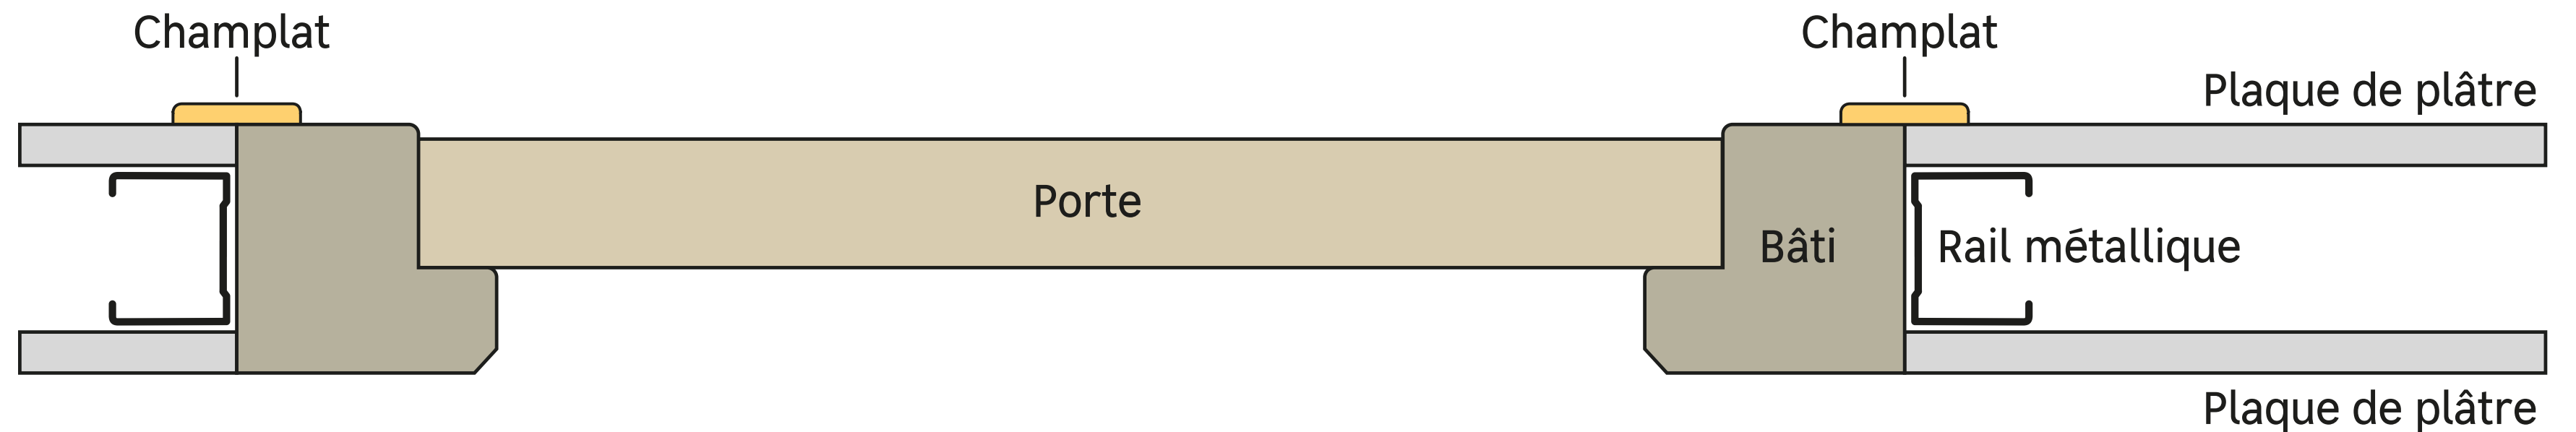 Champlat
Champlat
Plaque de plâtre
Porte
Bâti
Rail métallique
Plaque de plâtre